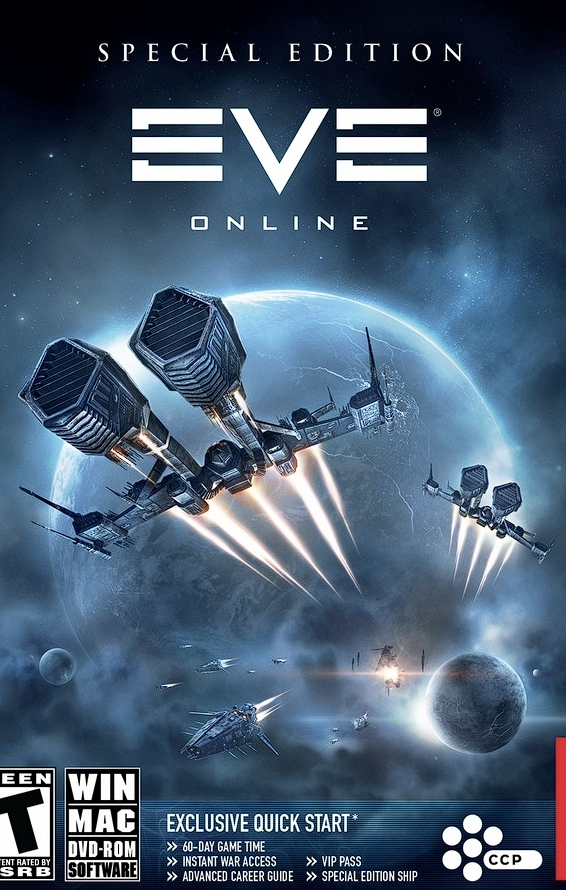 SPECIAL EDITION
EVE®
ONLINE
EEN
T
TENT RATED BY
SRB
WIN
MAC
DVD-ROM
SOFTWARE
EXCLUSIVE QUICK START*
>> 60-DAY GAME TIME
>> INSTANT WAR ACCESS
>> ADVANCED CAREER GUIDE
>> VIP PASS
>> SPECIAL EDITION SHIP
CCP